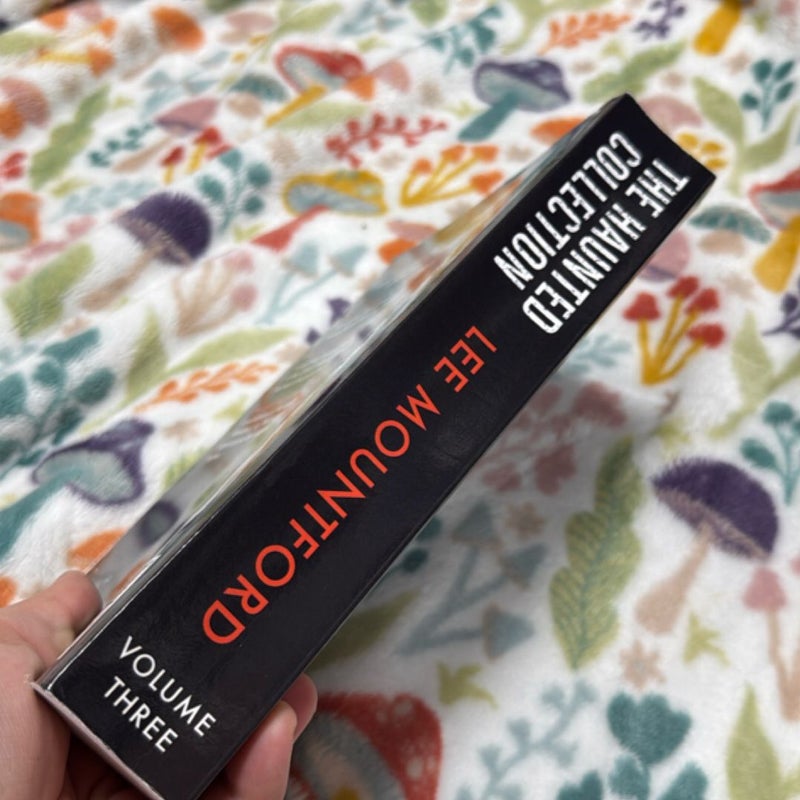 THE HAUNTED
COLLECTION
LEE MOUNTFORD
VOLUME
THREE